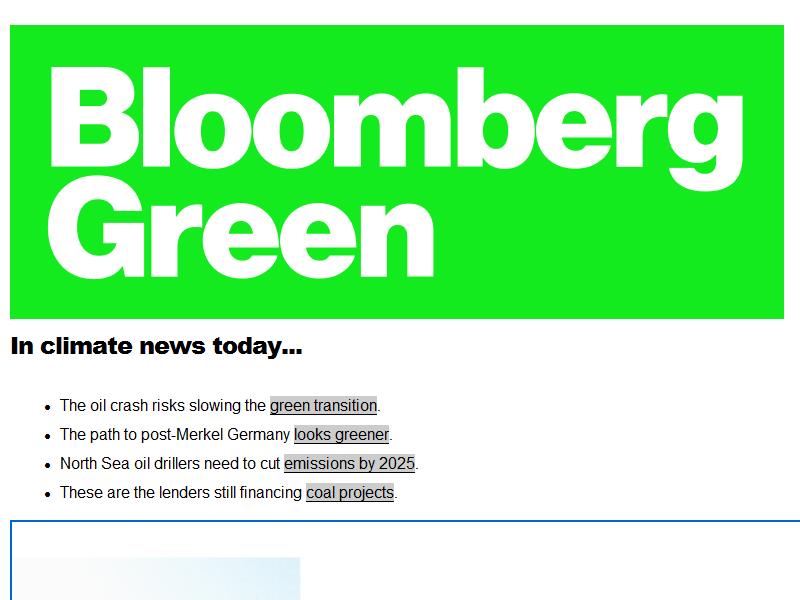 Bloomberg
Green
In climate news today...
• The oil crash risks slowing the green transition.
• The path to post-Merkel Germany looks greener.
• North Sea oil drillers need to cut emissions by 2025.
• These are the lenders still financing coal projects.